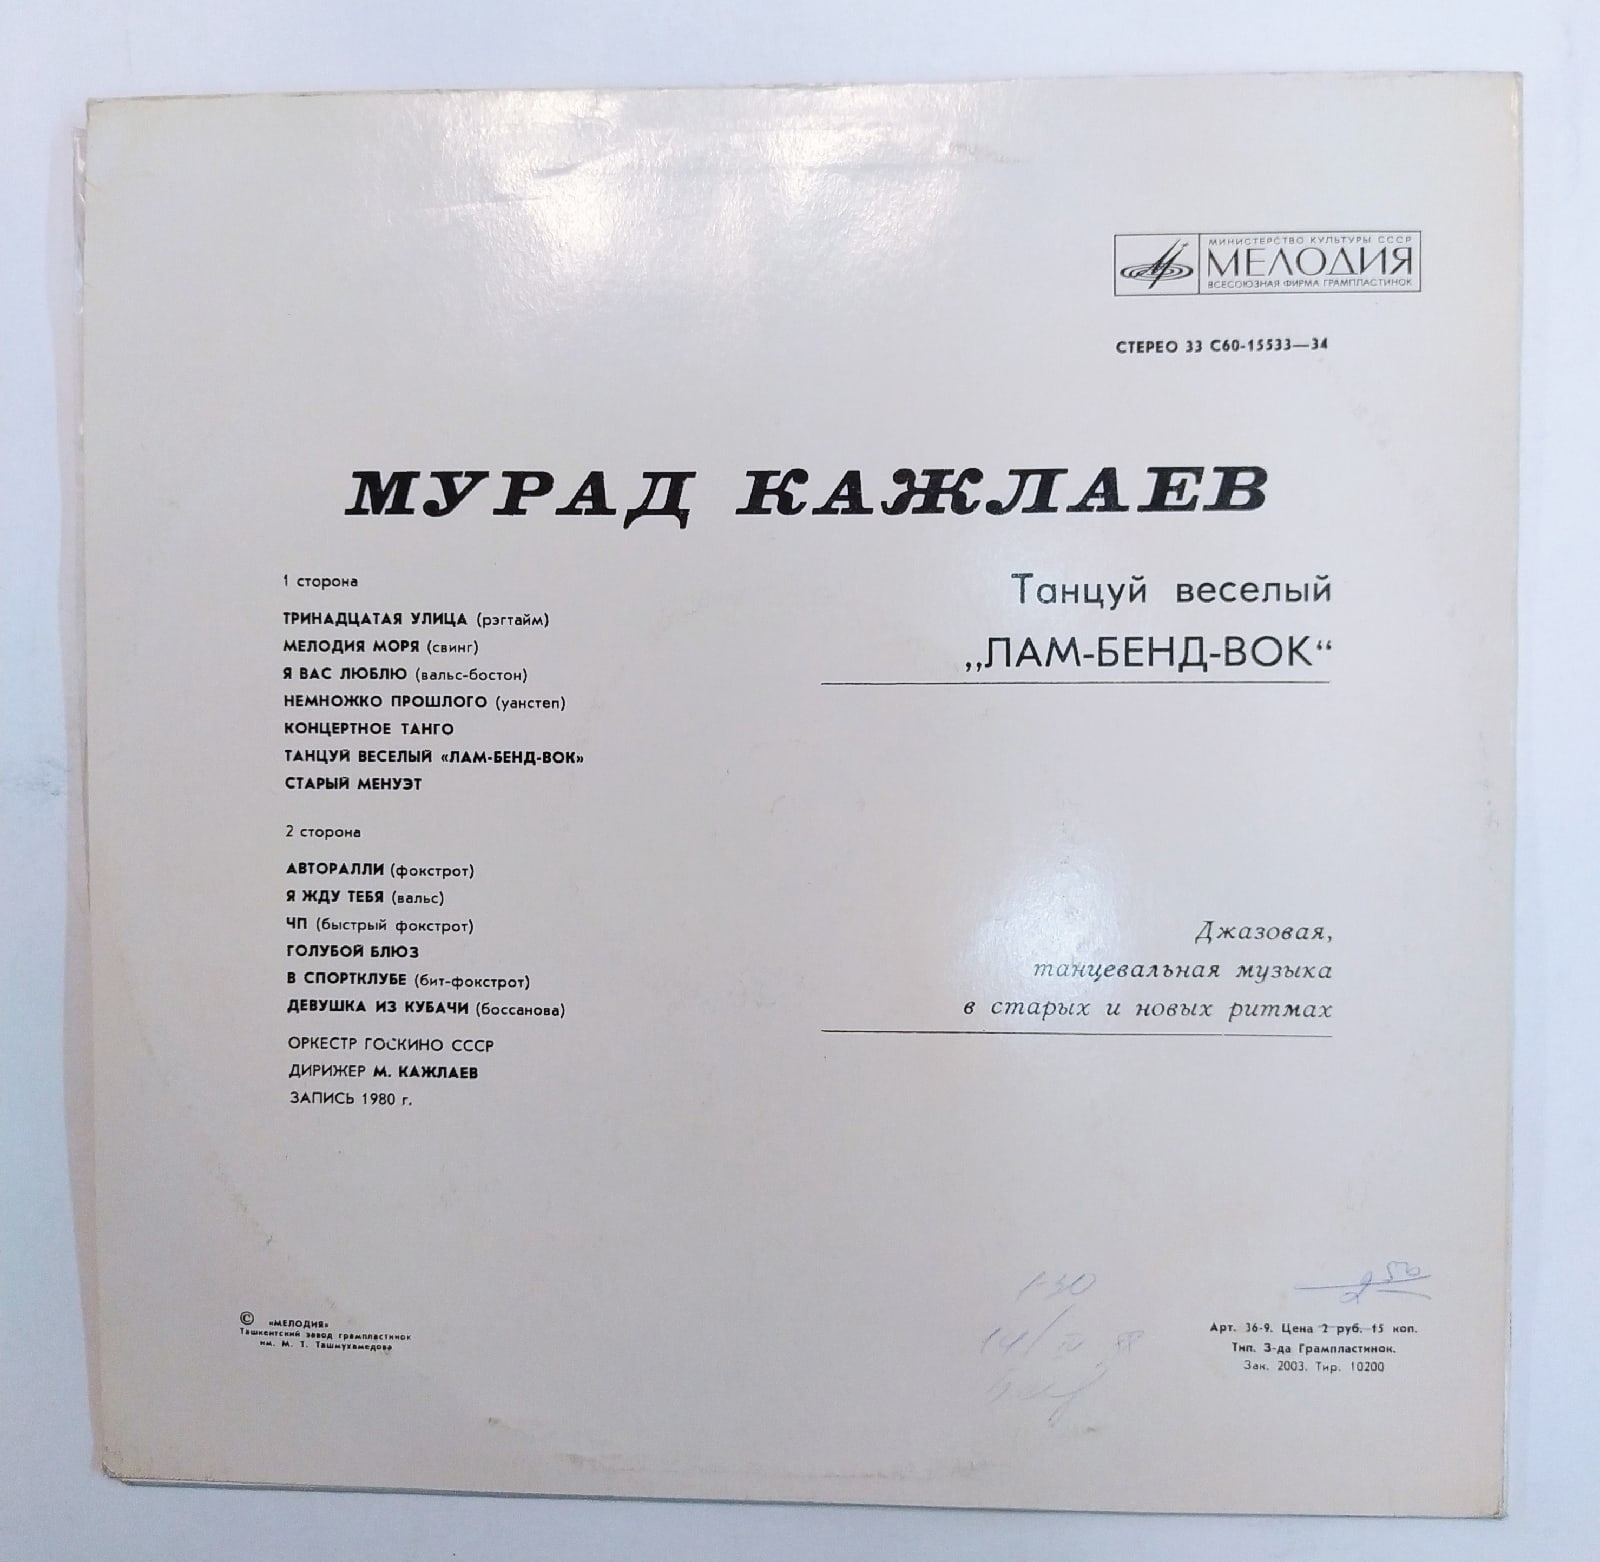 МИНИСТЕРСТВО КУЛЬТУРЫ СССР
МЕЛОДИЯ
ВСЕСОЮЗНАЯ ФИРМА ГРАМПЛАСТИНОК
СТЕРЕО 33 С60-15533—34
МУРАД КАЖЛАЕВ
Танцуй веселый
„ЛАМ-БЕНД-ВОК“
1 сторона
ТРИНАДЦАТАЯ УЛИЦА (рэгтайм)
МЕЛОДИЯ МОРЯ (свинг)
Я ВАС ЛЮБЛЮ (вальс-бостон)
НЕМНОЖКО ПРОШЛОГО (уанстеп)
КОНЦЕРТНОЕ ТАНГО
ТАНЦУЙ ВЕСЕЛЫЙ «ЛАМ-БЕНД-ВОК»
СТАРЫЙ МЕНУЭТ
2 сторона
АВТОРАЛЛИ (фокстрот)
Я ЖДУ ТЕБЯ (вальс)
ЧП (быстрый фокстрот)
ГОЛУБОЙ БЛЮЗ
В СПОРТКЛУБЕ (бит-фокстрот)
ДЕВУШКА ИЗ КУБАЧИ (боссанова)
ОРКЕСТР ГОСКИНО СССР
ДИРИЖЕР М. КАЖЛАЕВ
ЗАПИСЬ 1980 г.
Джазовая,
танцевальная музыка
в старых и новых ритмах
© «МЕЛОДИЯ»
Ташкентский завод грампластинок
им. М. Т. Ташмухамедова
2 50
Арт. 36-9. Цена 2 руб. 15 коп.
Тип. З-да Грампластинок.
Зак. 2003. Тир. 10200